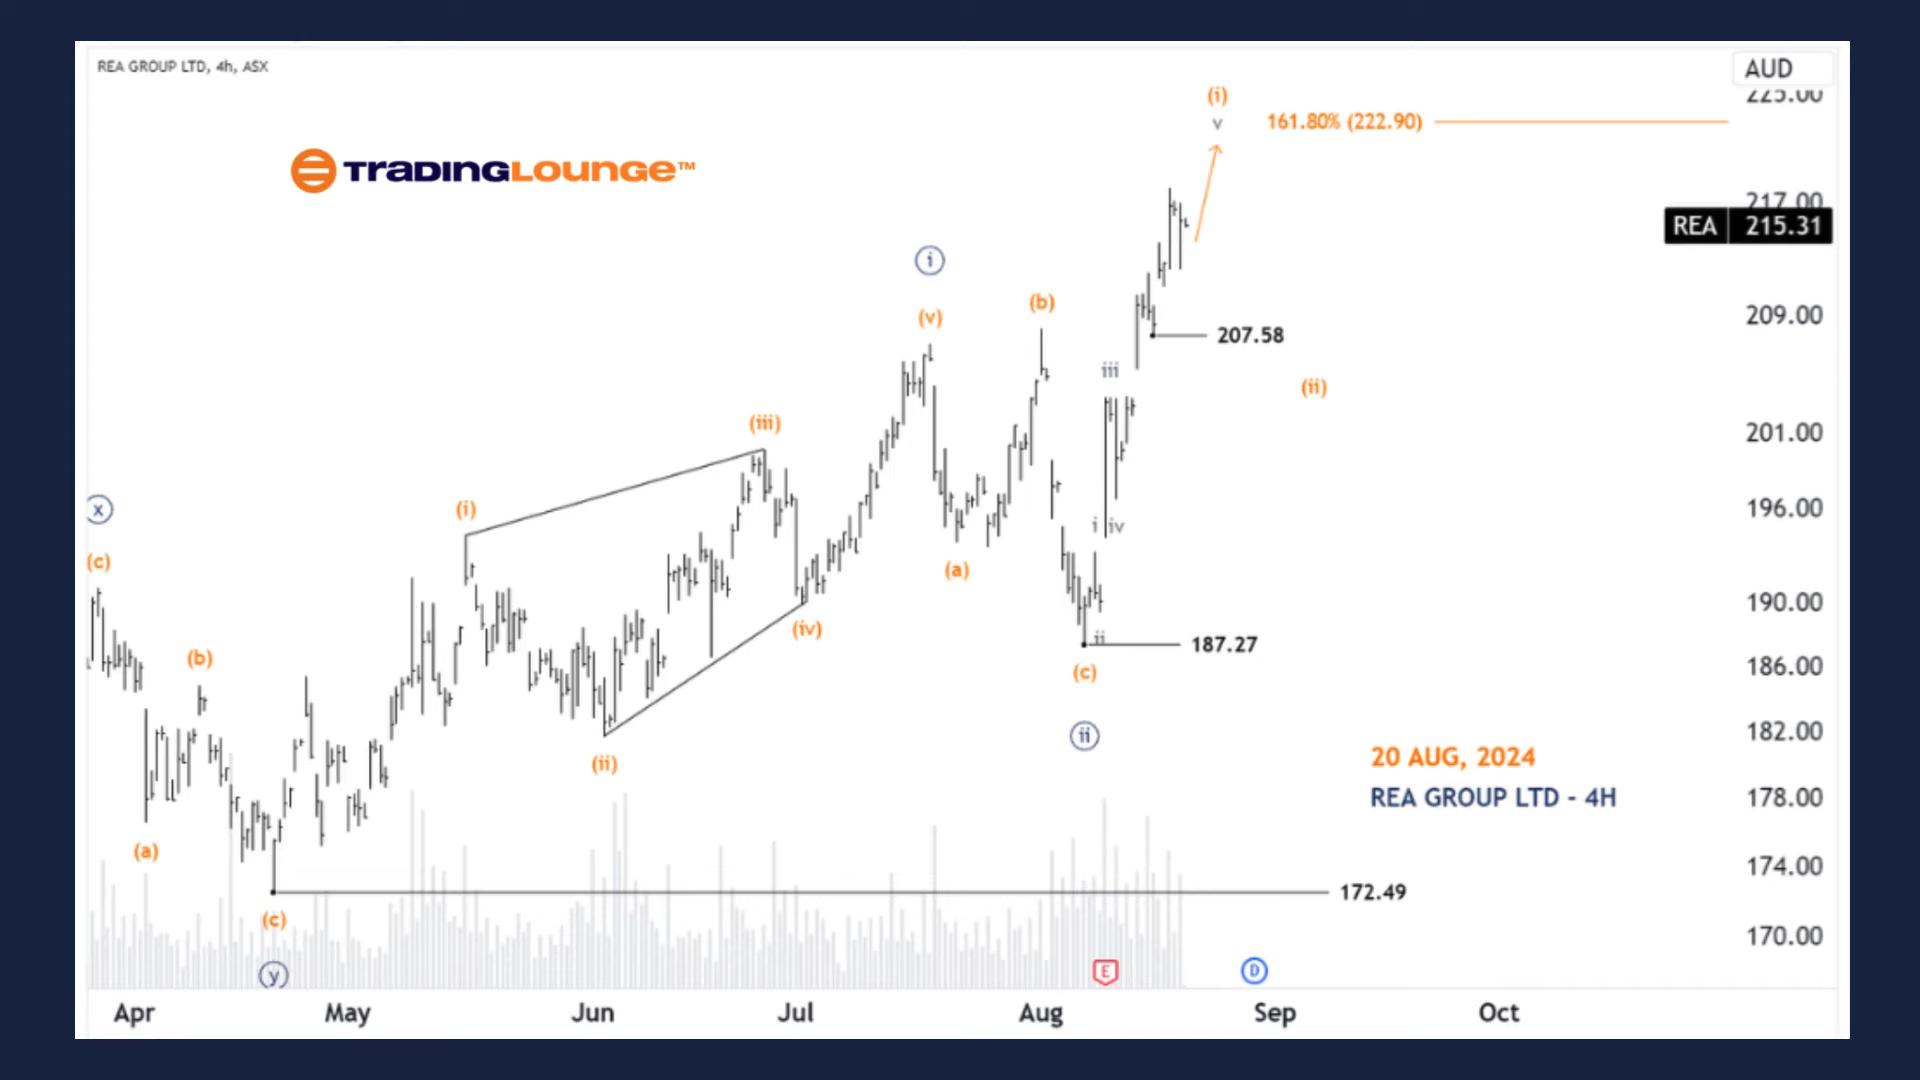 REA GROUP LTD, 4h, ASX
AUD
225.00
(i)
v
161.80% (222.90)
TRADINGLOUNGE™
217.00
REA 215.31
i
(v)
(b)
209.00
207.58
iii
(ii)
(iii)
201.00
x
(i)
196.00
i iv
(c)
(a)
190.00
(iv)
ii
187.27
(b)
(c)
186.00
ii
182.00
(ii)
20 AUG, 2024
REA GROUP LTD - 4H
178.00
(a)
174.00
172.49
(c)
170.00
y
E
D
Apr May Jun Jul Aug Sep Oct